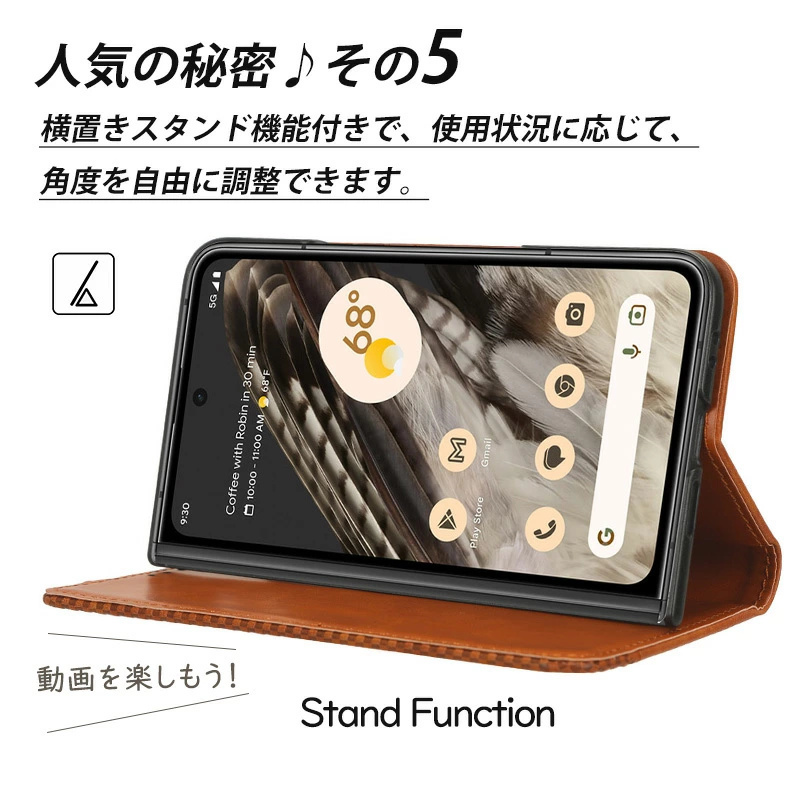 人気の秘密♪その5
横置きスタンド機能付きで、使用状況に応じて、
角度を自由に調整できます。
5G
68°
Coffee with Robin in 30 min
10:00 - 11:00 AM 68°F
9:30
Gmail
Play Store
G
動画を楽しもう!
Stand Function